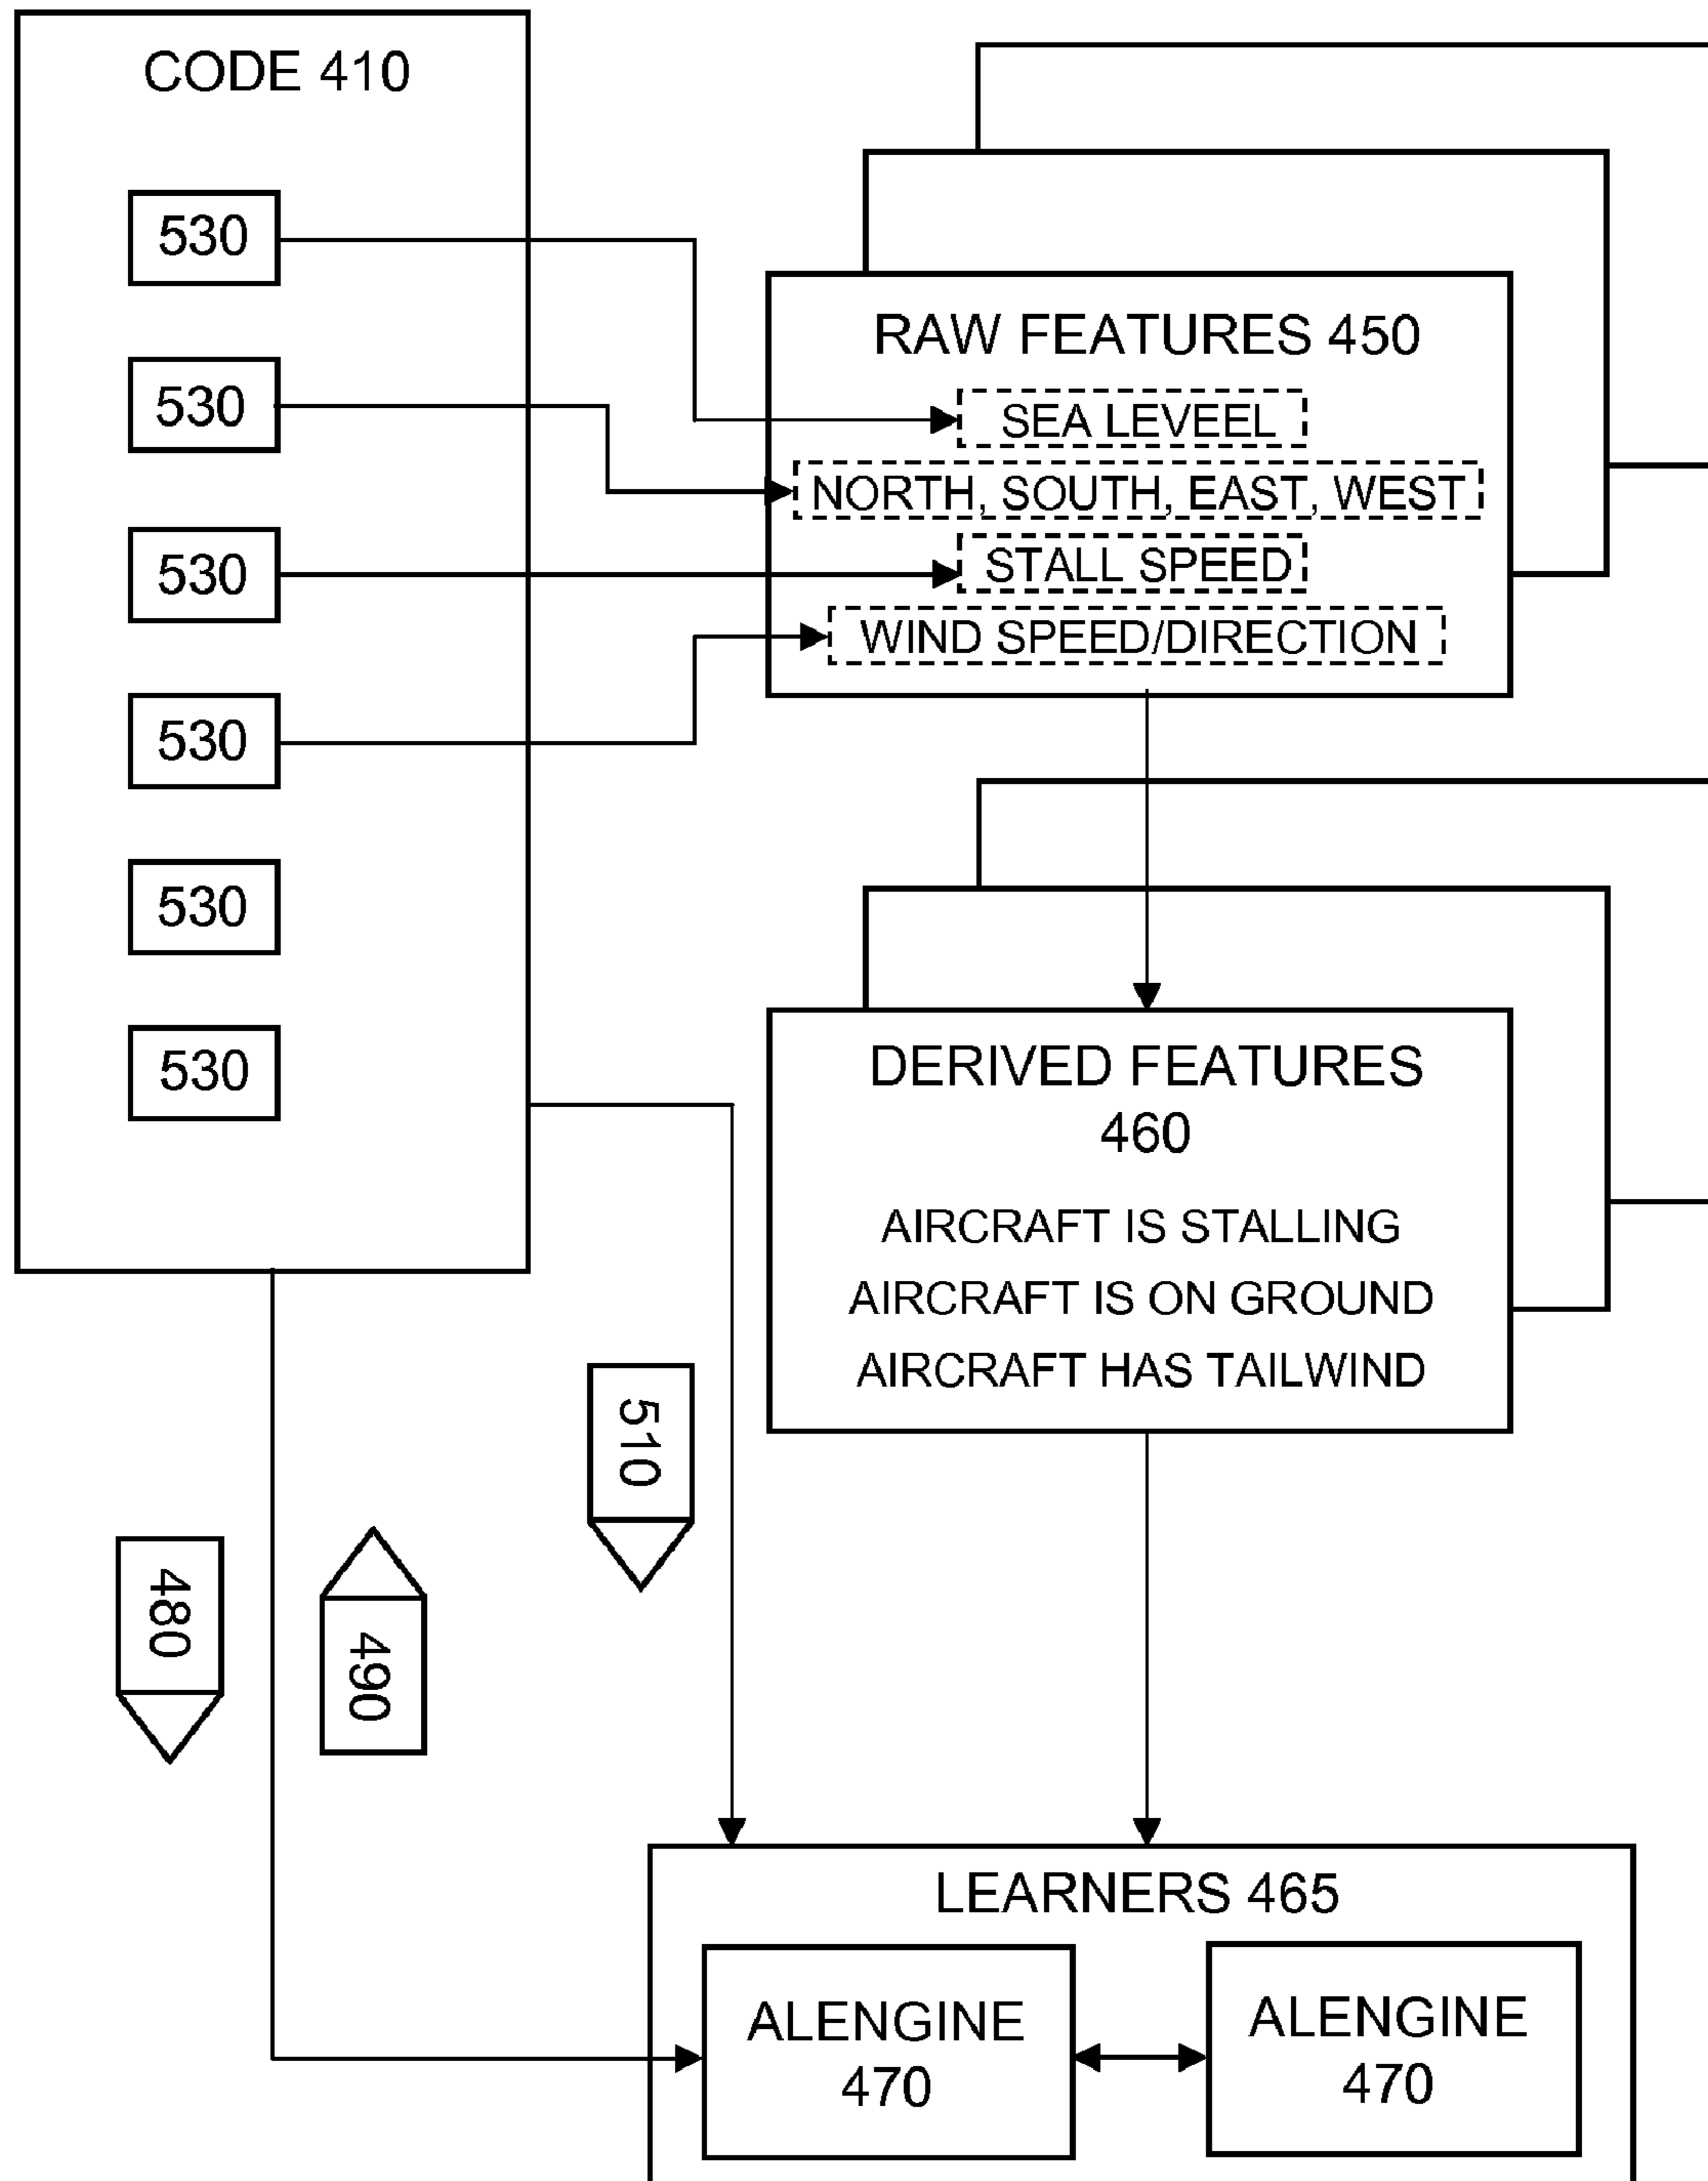 CODE 410
530
530
530
530
530
530
RAW FEATURES 450
SEA LEVEEL
NORTH, SOUTH, EAST, WEST
STALL SPEED
WIND SPEED/DIRECTION
DERIVED FEATURES
460
AIRCRAFT IS STALLING
AIRCRAFT IS ON GROUND
AIRCRAFT HAS TAILWIND
510
480
490
LEARNERS 465
ALENGINE
470
ALENGINE
470